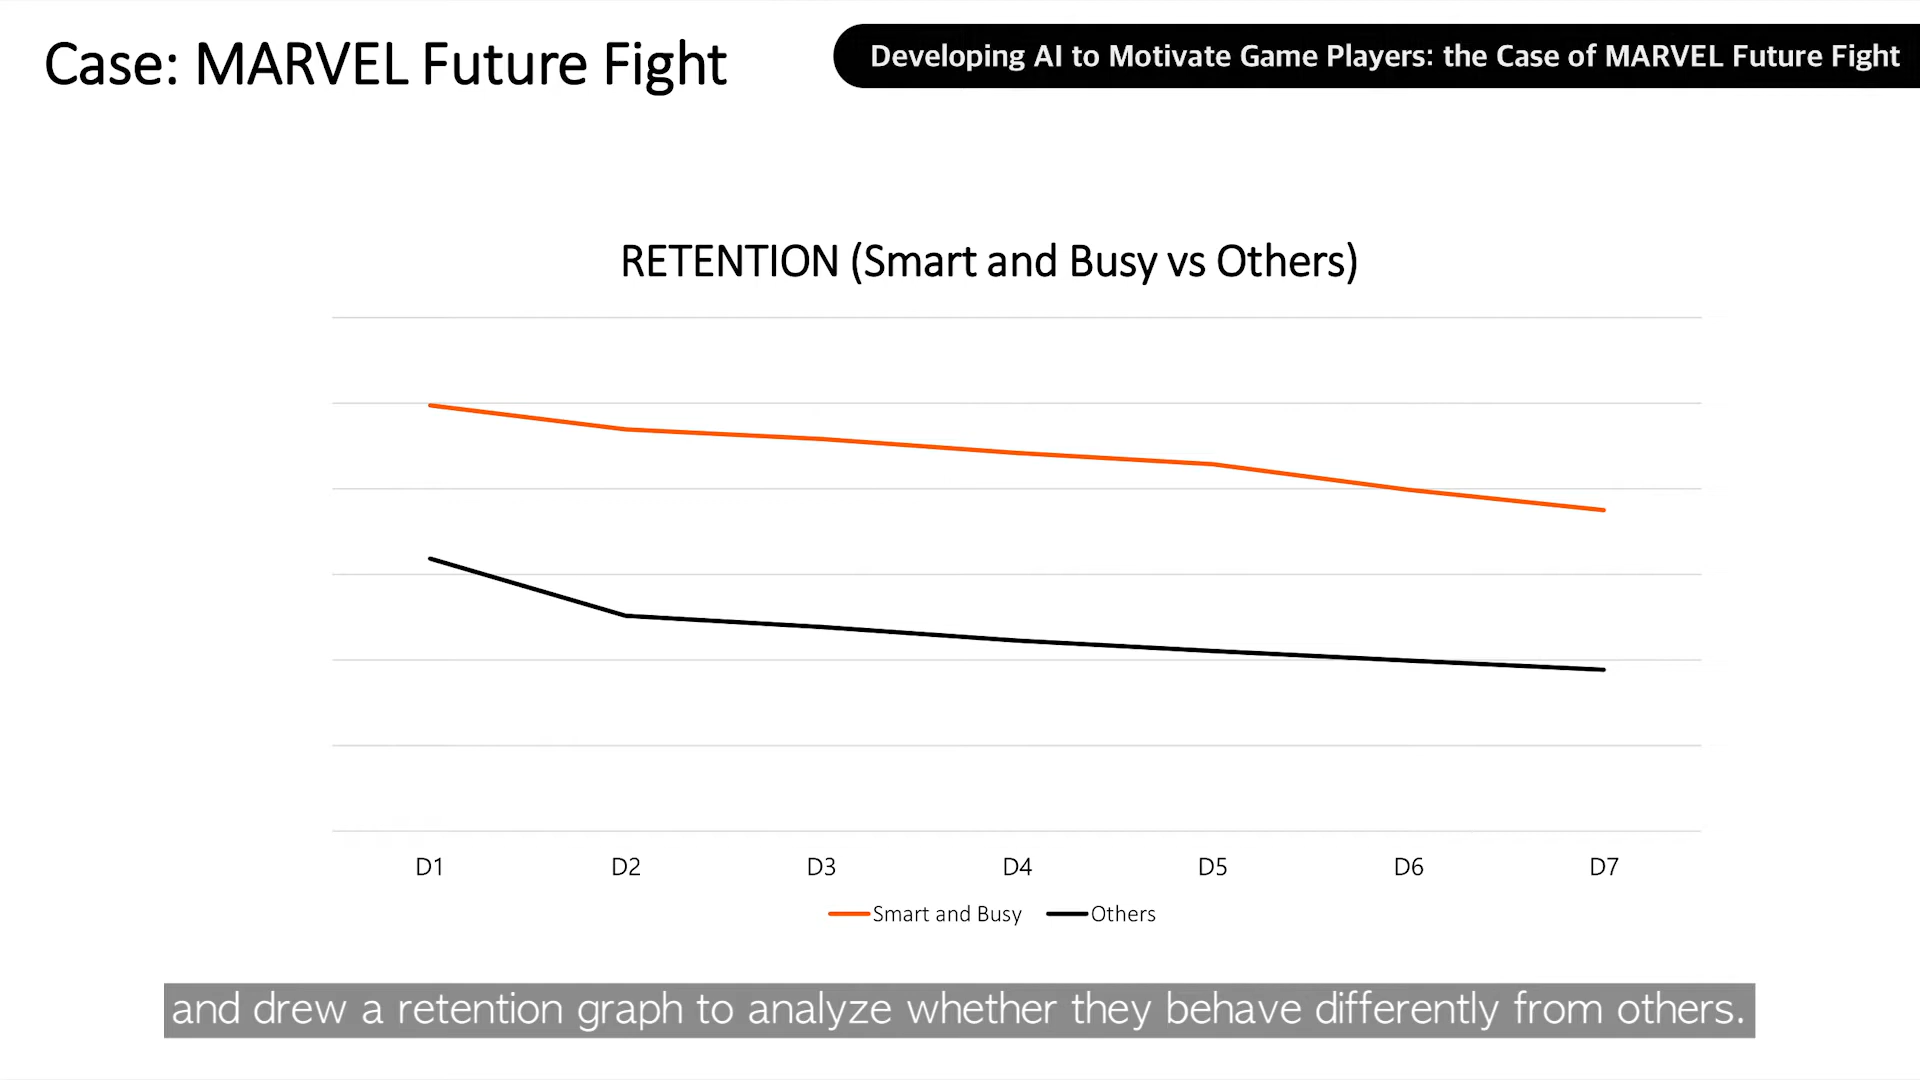 Case: MARVEL Future Fight
Developing AI to Motivate Game Players: the Case of MARVEL Future Fight
RETENTION (Smart and Busy vs Others)
D1 D2 D3 D4 D5 D6 D7
Smart and Busy Others
and drew a retention graph to analyze whether they behave differently from others.